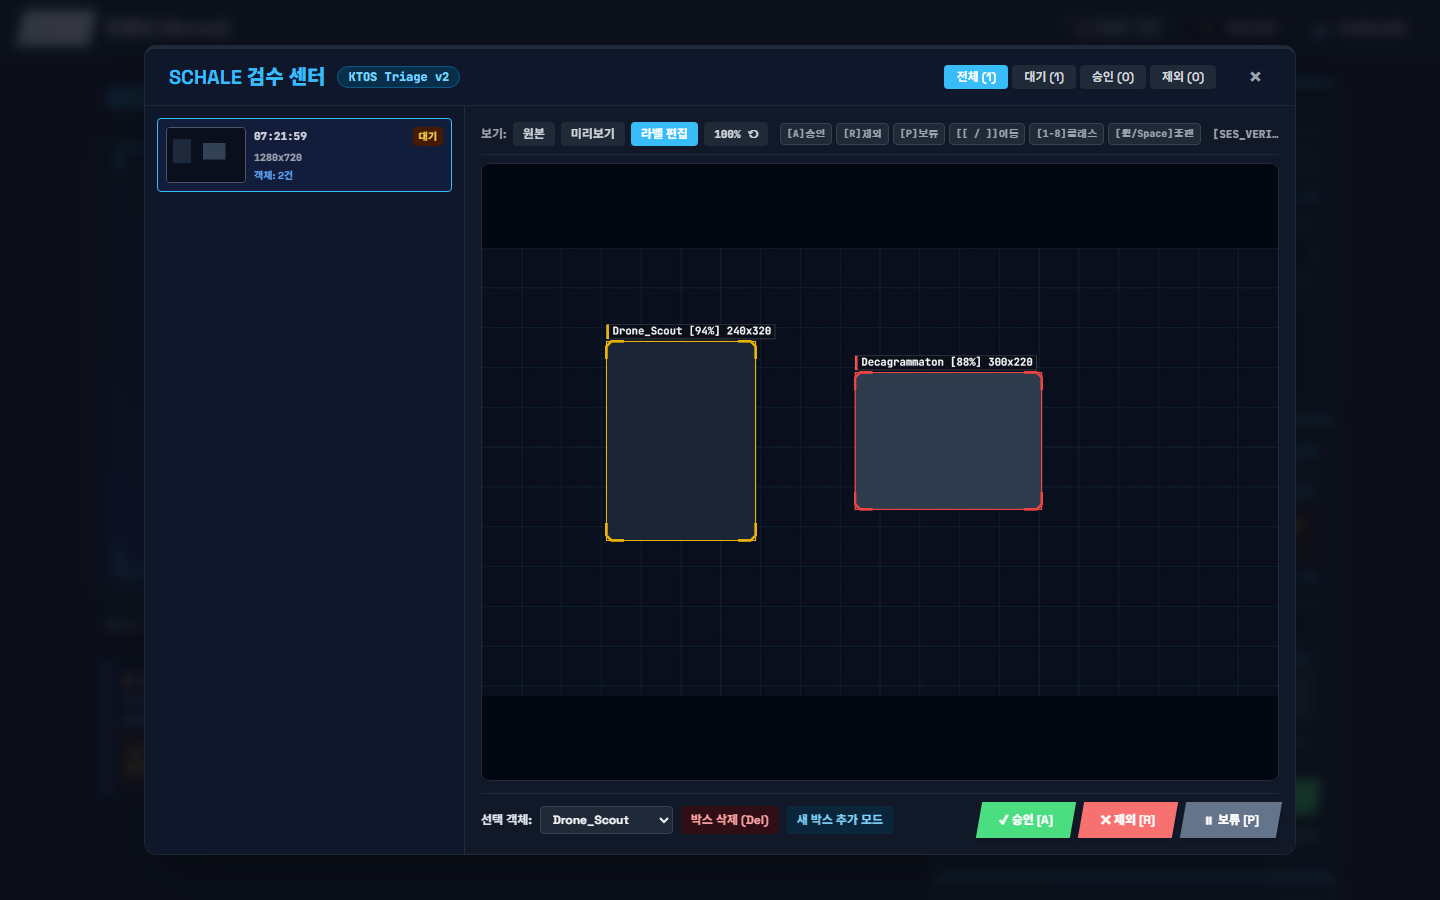 SCHALE 검수 센터 KTOS Triage v2 전체 (1) 대기 (1) 승인 (0) 제외 (0) ✕
07:21:59 대기
1280x720
객체: 2건
보기: 원본 미리보기 라벨 편집 100% [A]승인 [R]제외 [P]보류 [[ / ]]이동 [1-8]클래스 [휠/Space]줌팬 [SES_VERI…
Drone_Scout [94%] 240x320
Decagrammaton [88%] 300x220
선택 객체: Drone_Scout 박스 삭제 (Del) 새 박스 추가 모드 ✓ 승인 [A] ✕ 제외 [R] ⏸ 보류 [P]